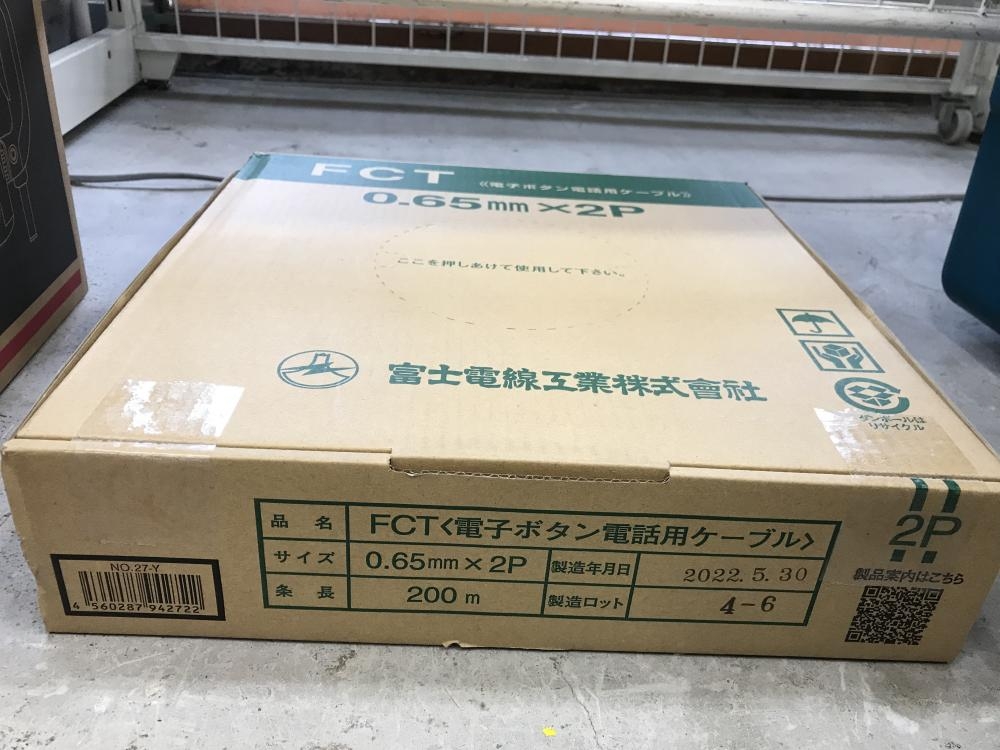 FCT 《電子ボタン電話用ケーブル》
0.65mm×2P
ここを押しあけて使用して下さい。
富士電線工業株式會社
ダンボールは
リサイクル
品名 FCT〈電子ボタン電話用ケーブル〉
サイズ 0.65mm×2P 製造年月日 2022.5.30
条長 200m 製造ロット 4-6
NO.27-Y
4 560287 942722
2P
製品案内はこちら